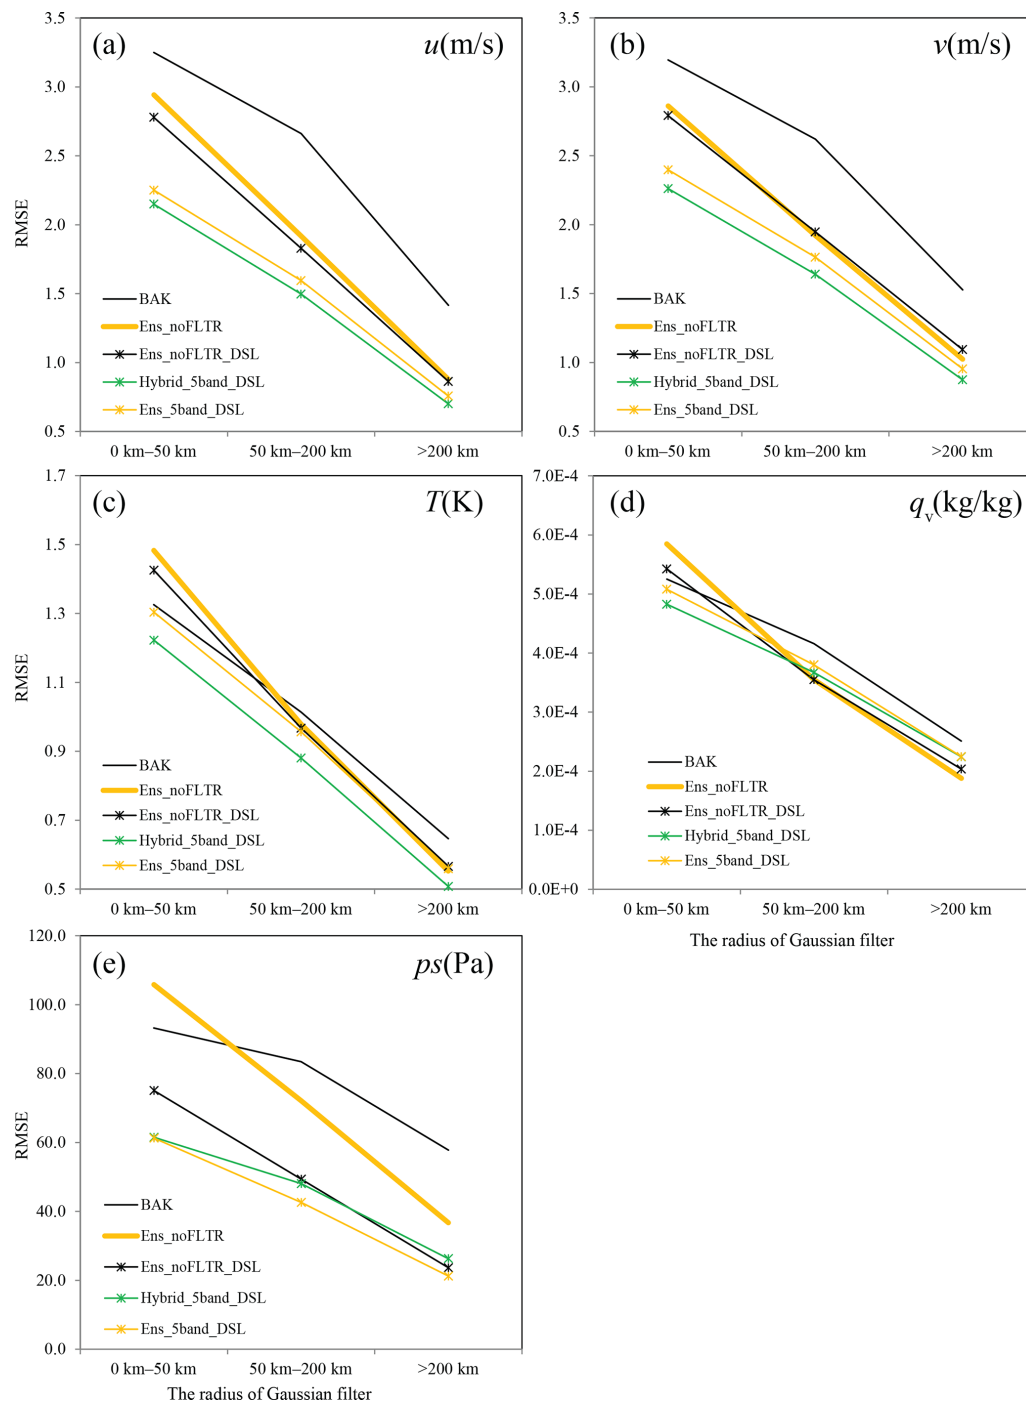 (a)
u(m/s)
3.5
3.0
2.5
2.0
1.5
1.0
0.5
RMSE
BAK
Ens_noFLTR
Ens_noFLTR_DSL
Hybrid_5band_DSL
Ens_5band_DSL
0 km–50 km
50 km–200 km
>200 km
(b)
v(m/s)
3.5
3.0
2.5
2.0
1.5
1.0
0.5
BAK
Ens_noFLTR
Ens_noFLTR_DSL
Hybrid_5band_DSL
Ens_5band_DSL
0 km–50 km
50 km–200 km
>200 km
(c)
T(K)
1.7
1.5
1.3
1.1
0.9
0.7
0.5
RMSE
BAK
Ens_noFLTR
Ens_noFLTR_DSL
Hybrid_5band_DSL
Ens_5band_DSL
0 km–50 km
50 km–200 km
>200 km
(d)
qv(kg/kg)
7.0E-4
6.0E-4
5.0E-4
4.0E-4
3.0E-4
2.0E-4
1.0E-4
0.0E+0
BAK
Ens_noFLTR
Ens_noFLTR_DSL
Hybrid_5band_DSL
Ens_5band_DSL
0 km–50 km
50 km–200 km
>200 km
The radius of Gaussian filter
(e)
ps(Pa)
120.0
100.0
80.0
60.0
40.0
20.0
0.0
RMSE
BAK
Ens_noFLTR
Ens_noFLTR_DSL
Hybrid_5band_DSL
Ens_5band_DSL
0 km–50 km
50 km–200 km
>200 km
The radius of Gaussian filter